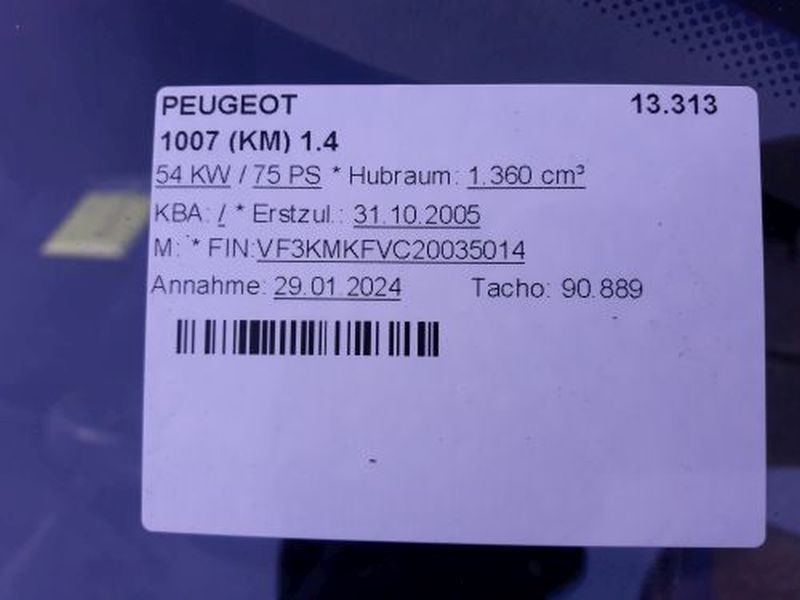 PEUGEOT 13.313
1007 (KM) 1.4
54 KW / 75 PS * Hubraum: 1.360 cm³
KBA: / * Erstzul.: 31.10.2005
M: * FIN:VF3KMKFVC20035014
Annahme: 29.01.2024 Tacho: 90.889